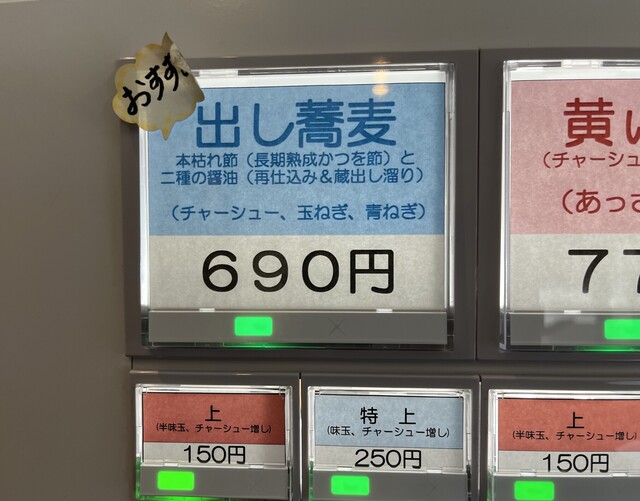 おすす
出し蕎麦
本枯れ節（長期熟成かつを節）と
二種の醤油（再仕込み＆蔵出し溜り）
（チャーシュー、玉ねぎ、青ねぎ）
690円
黄
（チャーシュ
（あっさ
77
上
（半味玉、チャーシュー増し）
150円
特 上
（味玉、チャーシュー増し）
250円
上
（半味玉、チャーシュー増し）
150円